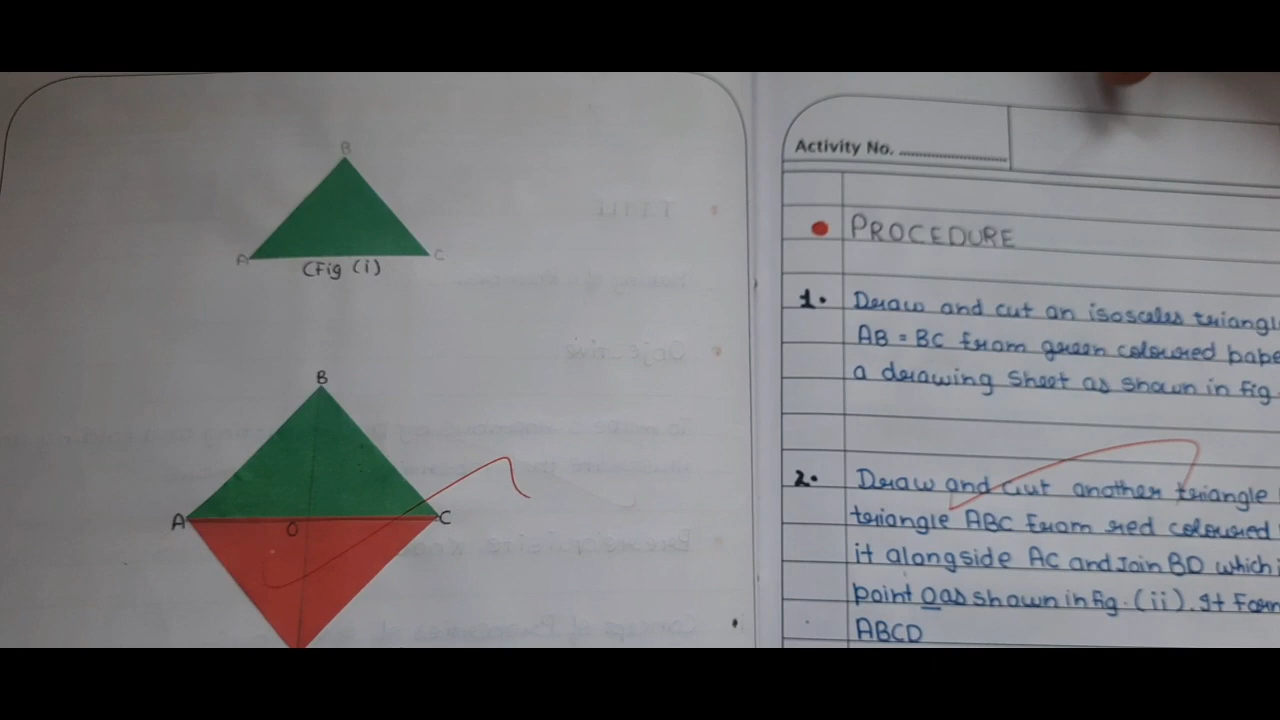 B
A
C
(Fig (i)
B
A
O
C
Activity No.
PROCEDURE
1. Draw and cut an isosceles triangle
AB = BC from green coloured pape
a drawing sheet as shown in fig
2. Draw and cut another triangle
triangle ABC from red coloured
it alongside AC and Join BD which
point O as shown in fig. (ii). It Form
ABCD